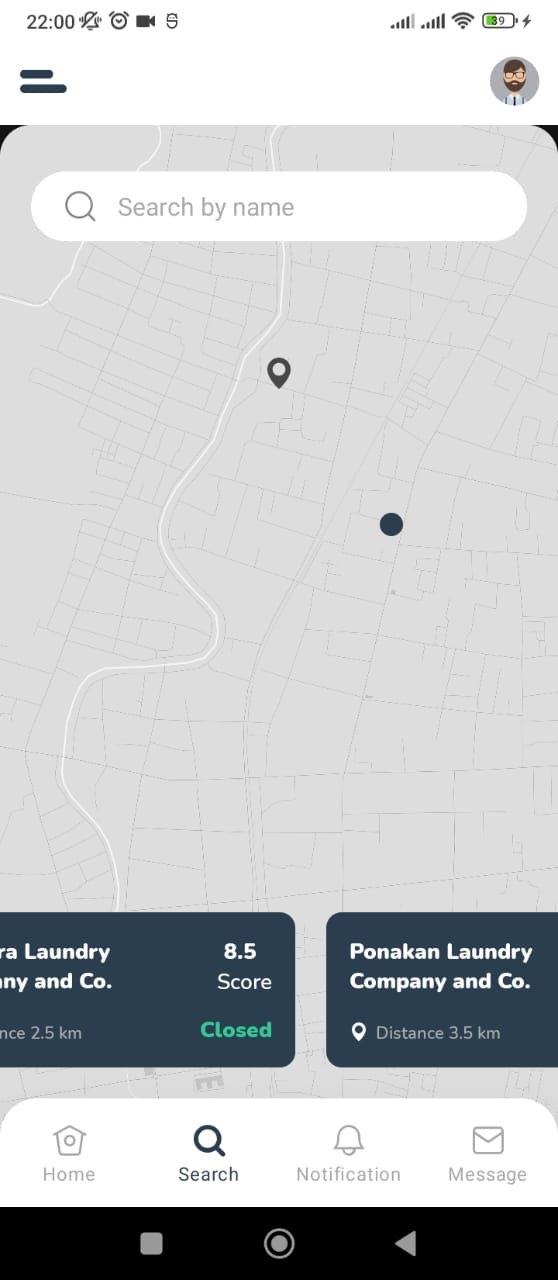 22:00
39
Search by name
ra Laundry
any and Co.
nce 2.5 km
8.5
Score
Closed
Ponakan Laundry
Company and Co.
Distance 3.5 km
Home
Search
Notification
Message